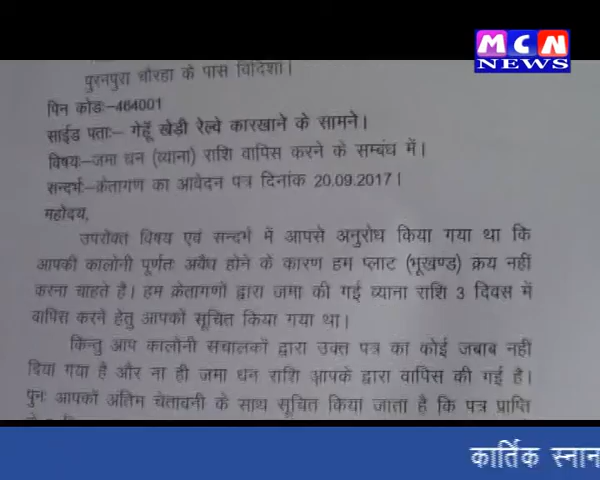 MCN
NEWS
पुरनपुरा चौरहा के पास विदिशा।
पिन कोडः–464001
साईड पताः– गेहूँ खेड़ी रेल्वे कारखाने के सामने।
विषयः–जमा धन (व्याना) राशि वापिस करने के सम्बंध में।
सन्दर्भः–क्रेतागण का आवेदन पत्र दिनांक 20.09.2017।
महोदय,
उपरोक्त विषय एवं सन्दर्भ में आपसे अनुरोध किया गया था कि
आपकी कालोनी पूर्णतः अवैध होने के कारण हम प्लाट (भूखण्ड) क्रय नहीं
करना चाहते है। हम क्रेतागणों द्वारा जमा की गई व्याना राशि 3 दिवस में
वापिस करने हेतु आपको सूचित किया गया था।
किन्तु आप कालोनी संचालकों द्वारा उक्त पत्र का कोई जबाब नहीं
दिया गया है और ना ही जमा धन राशि आपके द्वारा वापिस की गई है।
पुनः आपको अंतिम चेतावनी के साथ सूचित किया जाता है कि पत्र प्राप्ति
कार्तिक स्नान